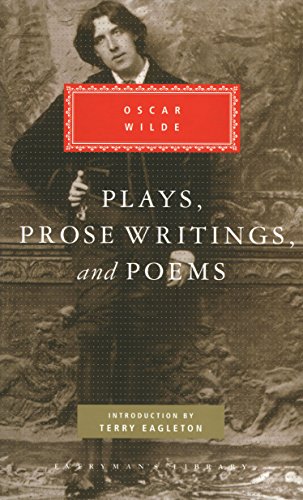 OSCAR
WILDE
PLAYS,
PROSE WRITINGS,
and POEMS
INTRODUCTION BY
TERRY EAGLETON
EVERYMAN'S LIBRARY